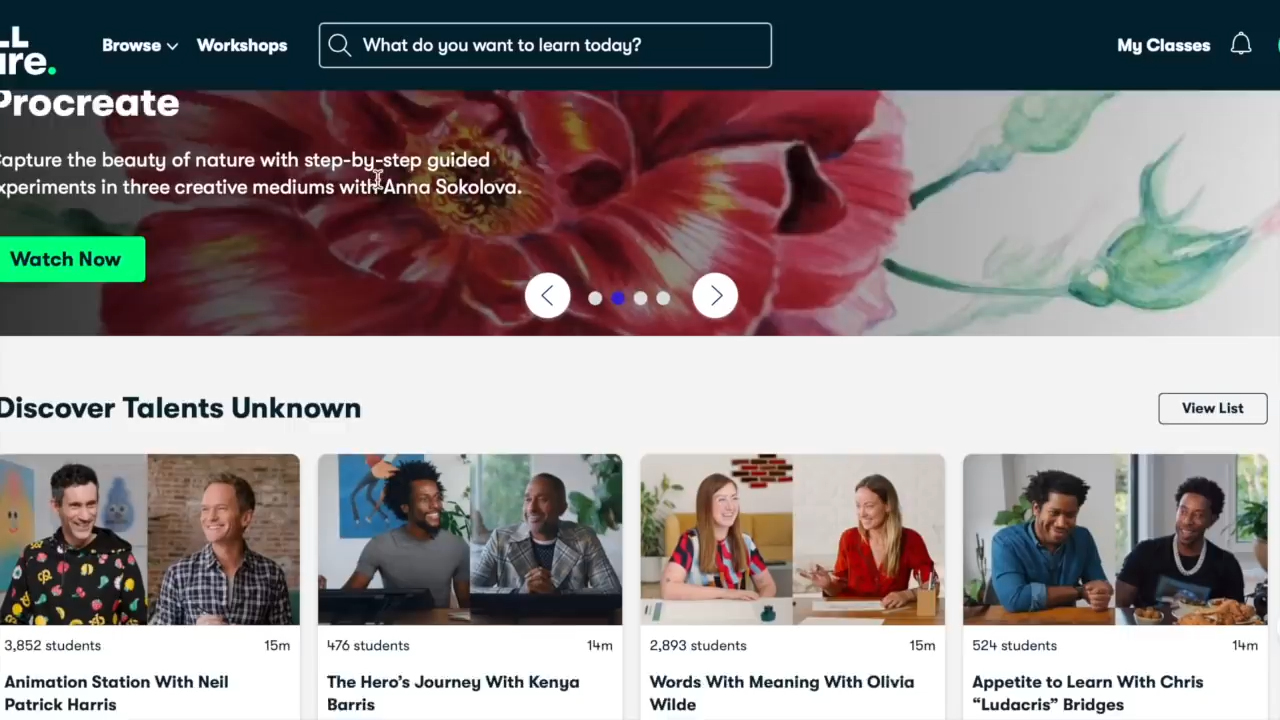 LL
are.
Browse
Workshops
What do you want to learn today?
My Classes
Procreate
apture the beauty of nature with step-by-step guided
xperiments in three creative mediums with Anna Sokolova.
Watch Now
Discover Talents Unknown
View List
3,852 students 15m
476 students 14m
2,893 students 15m
524 students 14m
Animation Station With Neil
Patrick Harris
The Hero’s Journey With Kenya
Barris
Words With Meaning With Olivia
Wilde
Appetite to Learn With Chris
“Ludacris” Bridges